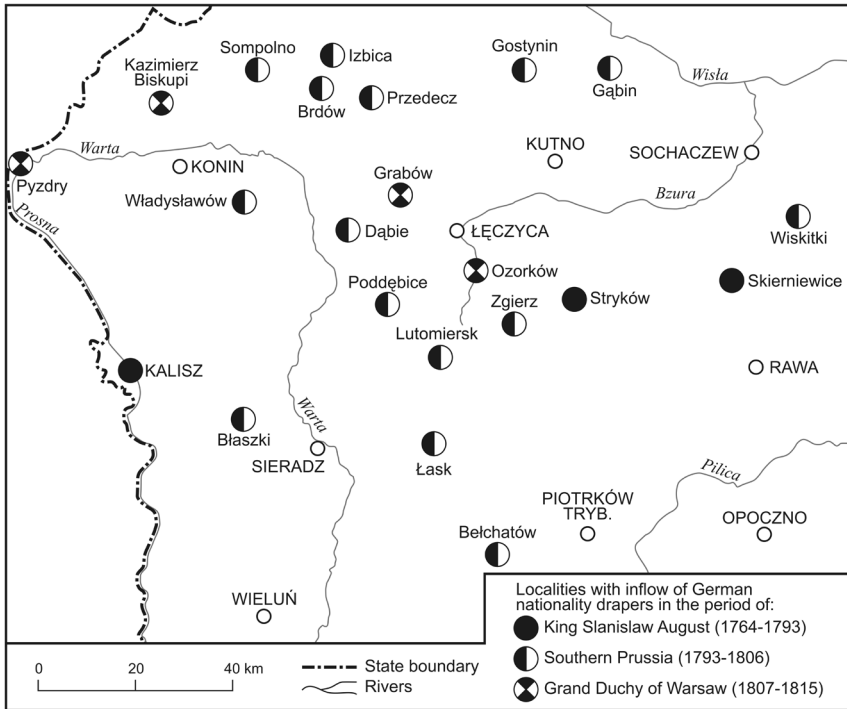 Sompolno
Izbica
Gostynin
Kazimierz
Biskupi
Brdów
Przedecz
Gąbin
Wisła
Warta
KONIN
Grabów
KUTNO
SOCHACZEW
Pyzdry
Prosna
Władysławów
Dąbie
ŁĘCZYCA
Bzura
Wiskitki
Ozorków
Poddębice
Zgierz
Stryków
Skierniewice
Lutomiersk
KALISZ
RAWA
Błaszki
Warta
SIERADZ
Łask
Pilica
PIOTRKÓW
TRYB.
OPOCZNO
Bełchatów
WIELUŃ
Localities with inflow of German
nationality drapers in the period of:
King Slanislaw August (1764-1793)
Southern Prussia (1793-1806)
Grand Duchy of Warsaw (1807-1815)
0 20 40 km
State boundary
Rivers